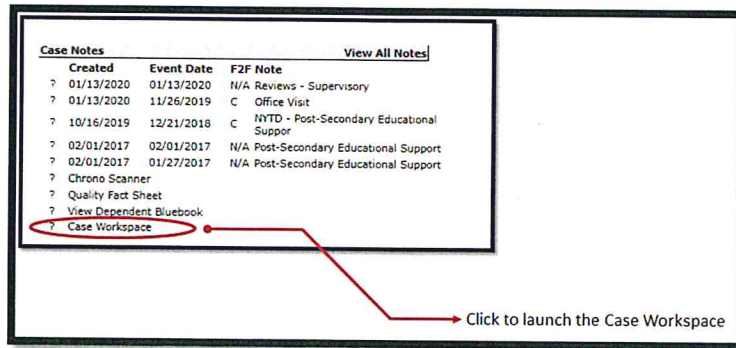 Case Notes View All Notes
Created Event Date F2F Note
? 01/13/2020 01/13/2020 N/A Reviews - Supervisory
? 01/13/2020 11/26/2019 C Office Visit
? 10/16/2019 12/21/2018 C NYTD - Post-Secondary Educational
Suppor
? 02/01/2017 02/01/2017 N/A Post-Secondary Educational Support
? 02/01/2017 01/27/2017 N/A Post-Secondary Educational Support
? Chrono Scanner
? Quality Fact Sheet
? View Dependent Bluebook
? Case Workspace
Click to launch the Case Workspace